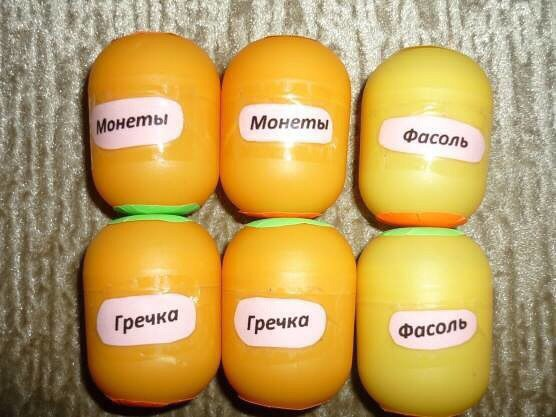 Монеты
Монеты
Фасоль
Гречка
Гречка
Фасоль